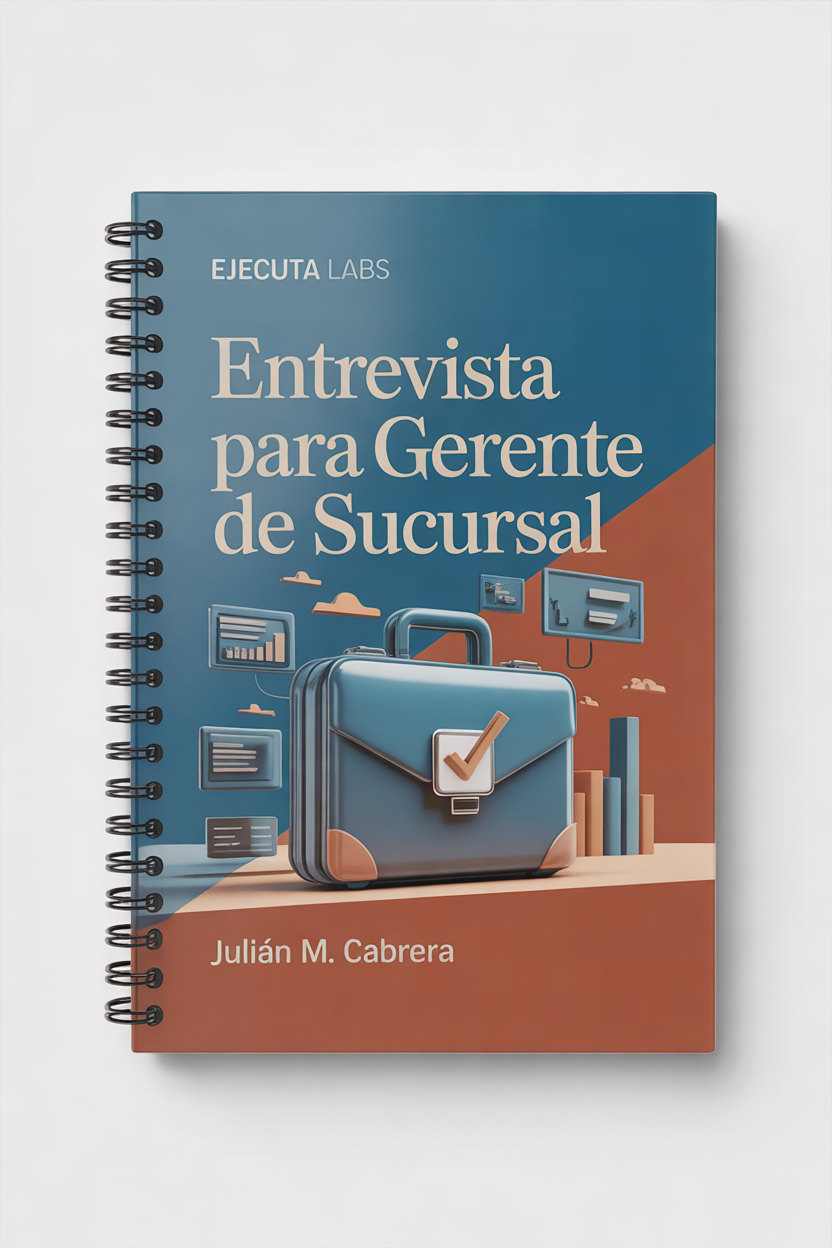 EJECUTA LABS
Entrevista
para Gerente
de Sucursal
Julián M. Cabrera